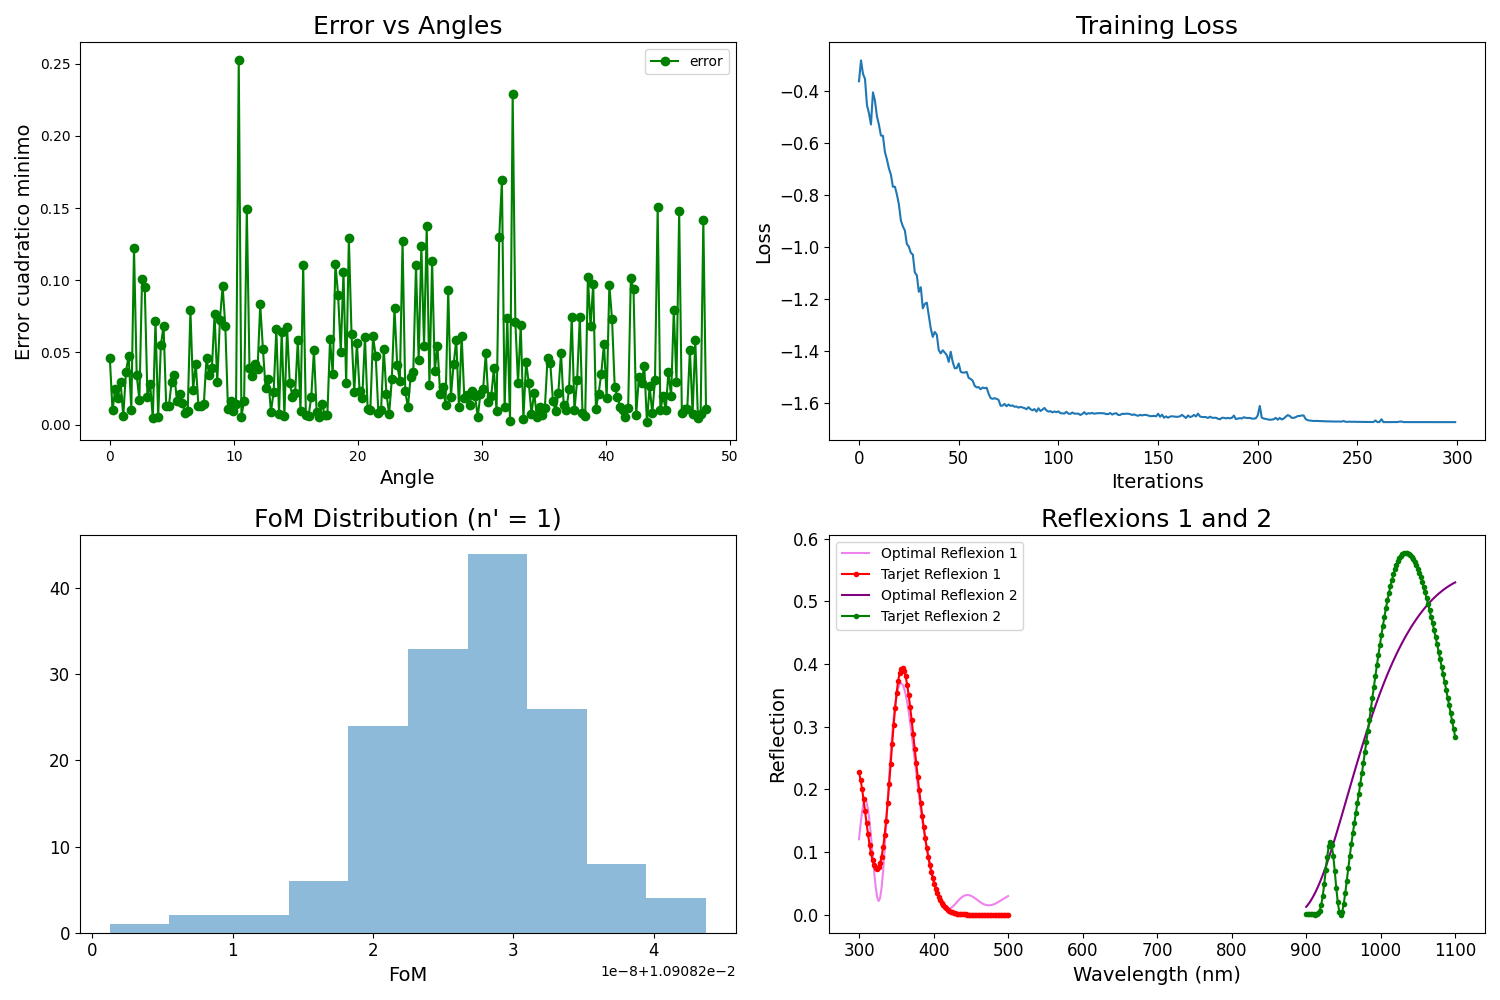 Error vs Angles
Error cuadratico minimo
0.25
0.20
0.15
0.10
0.05
0.00
error
0 10 20 30 40 50
Angle
Training Loss
Loss
−0.4
−0.6
−0.8
−1.0
−1.2
−1.4
−1.6
0 50 100 150 200 250 300
Iterations
FoM Distribution (n' = 1)
40
30
20
10
0
0 1 2 3 4
FoM
1e−8+1.09082e−2
Reflexions 1 and 2
Reflection
0.6
0.5
0.4
0.3
0.2
0.1
0.0
Optimal Reflexion 1
Tarjet Reflexion 1
Optimal Reflexion 2
Tarjet Reflexion 2
300 400 500 600 700 800 900 1000 1100
Wavelength (nm)